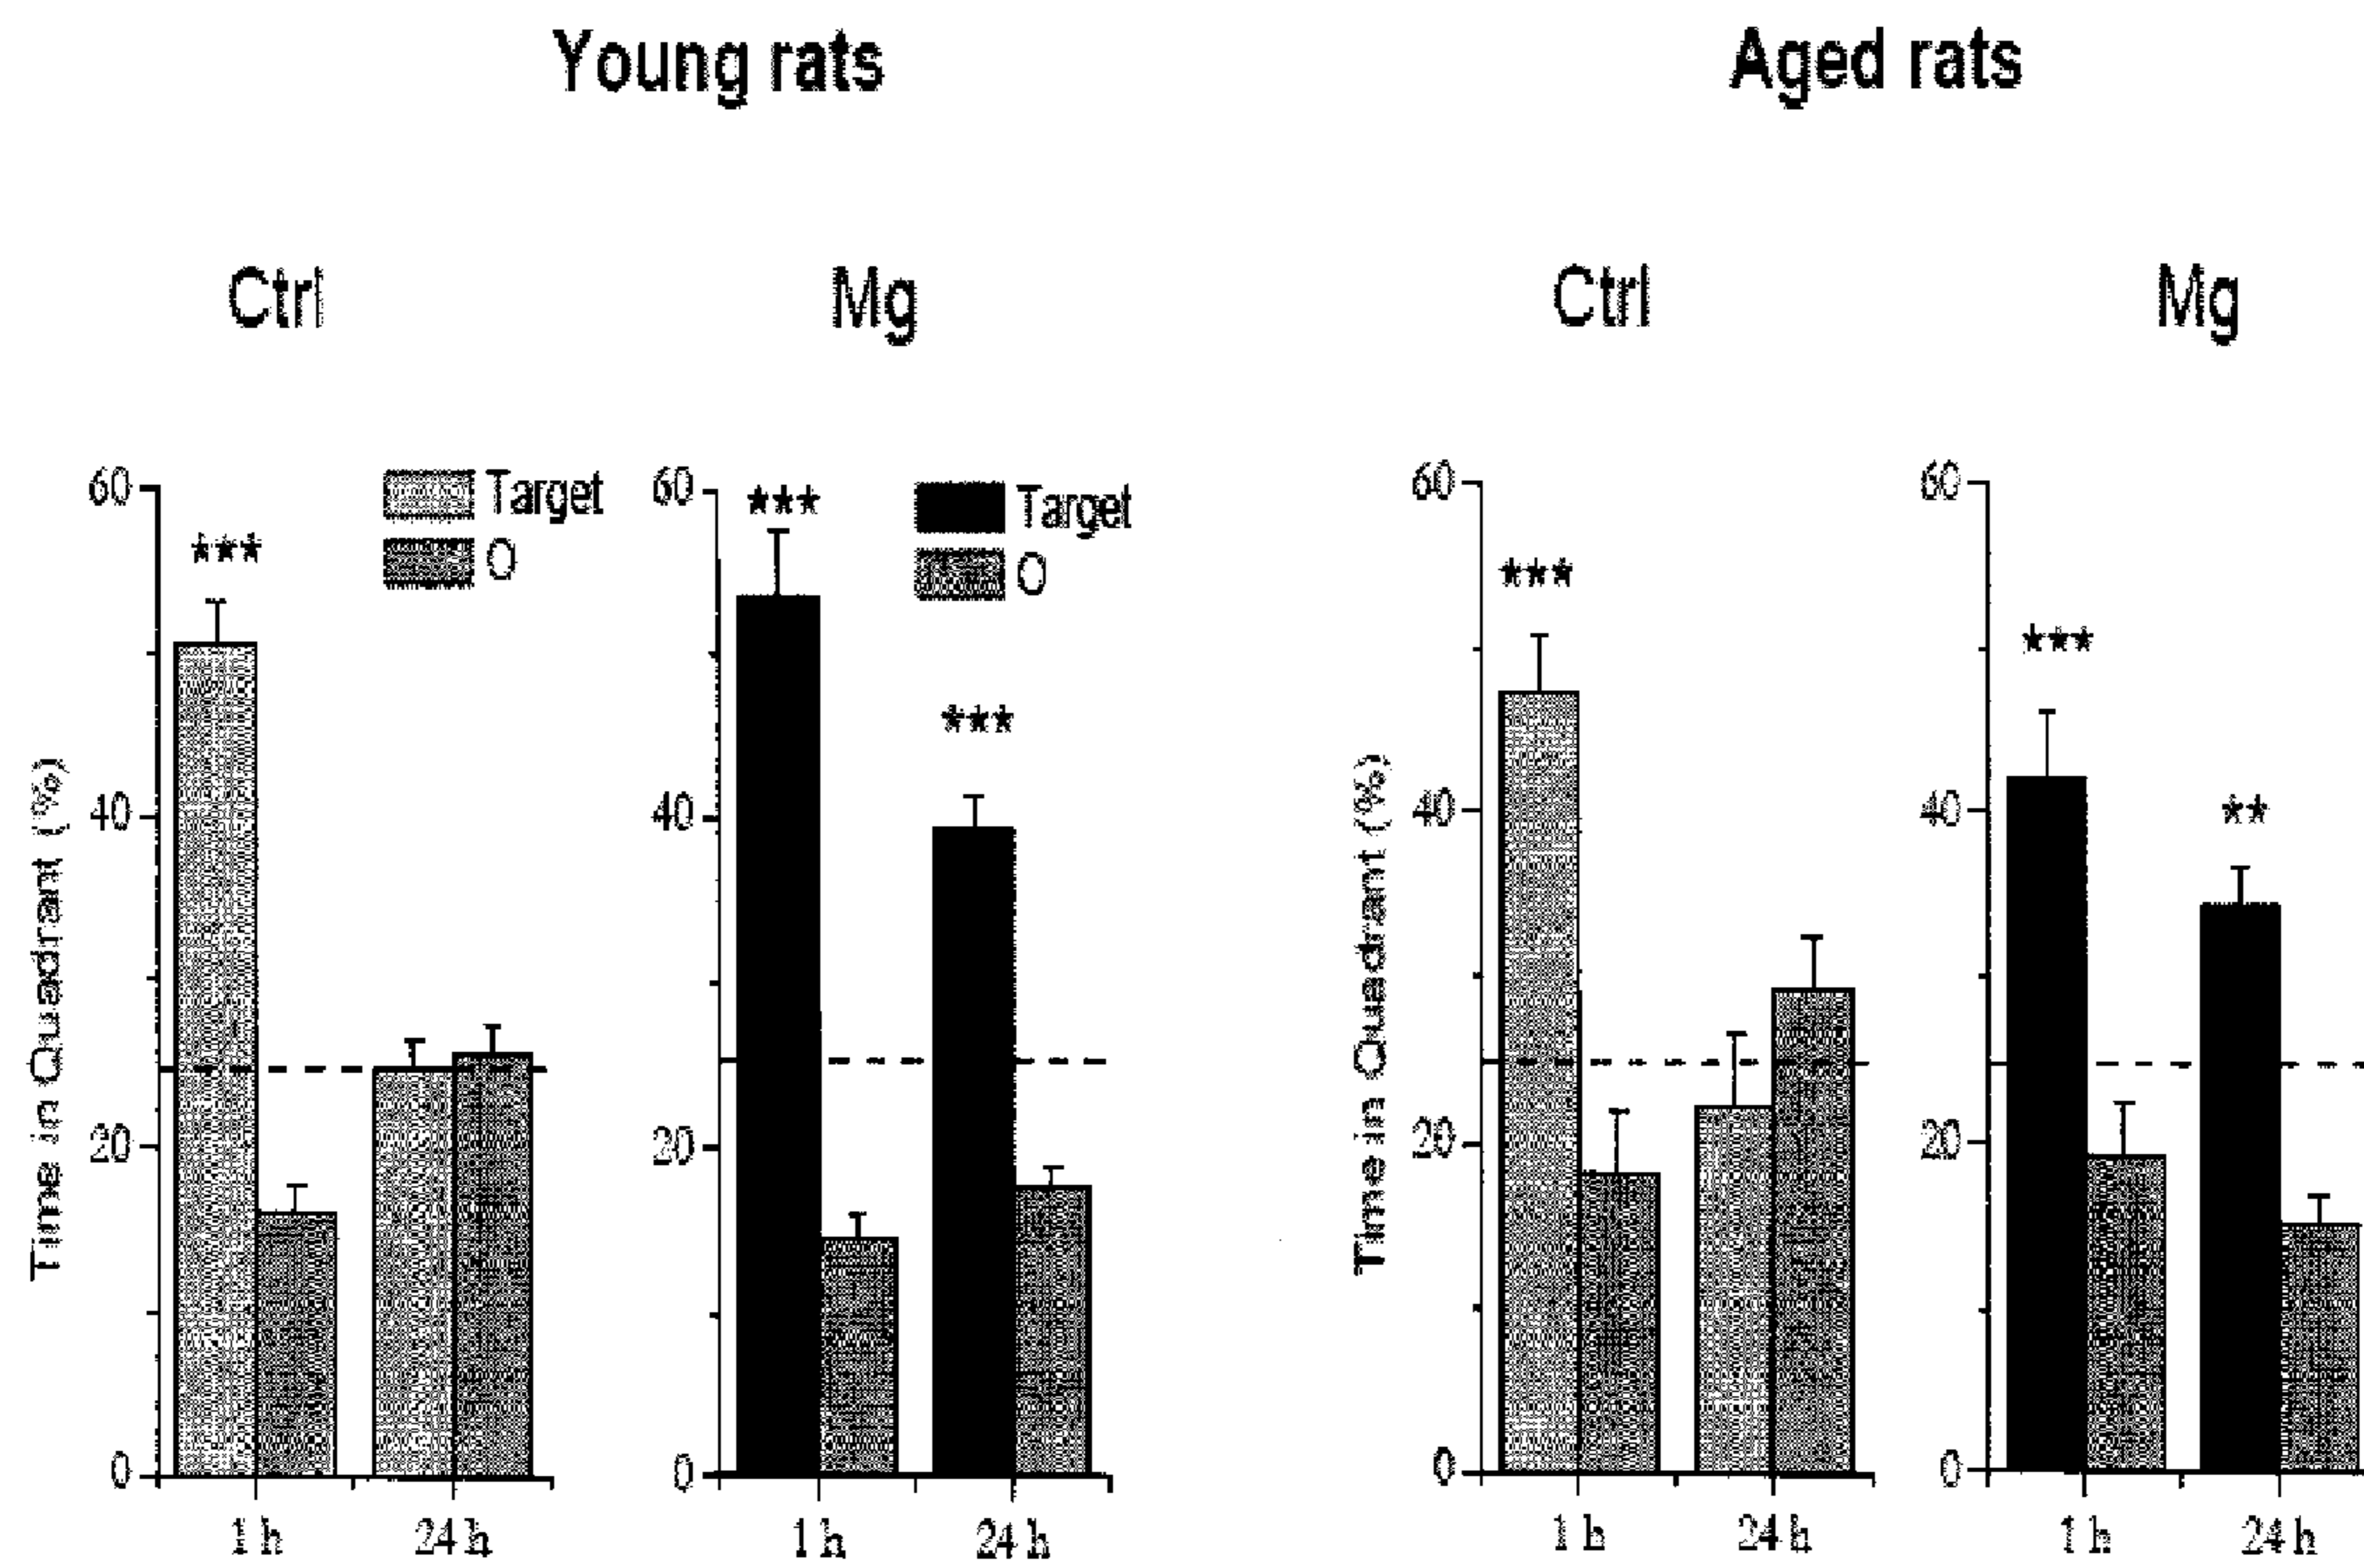 Young rats
Aged rats
Ctrl
Mg
Ctrl
Mg
Time in Quadrant (%)
60
40
20
0
***
Target
O
1 h
24 h
60
40
20
0
***
***
Target
O
1 h
24 h
Time in Quadrant (%)
60
40
20
0
***
1 h
24 h
60
40
20
0
***
**
1 h
24 h